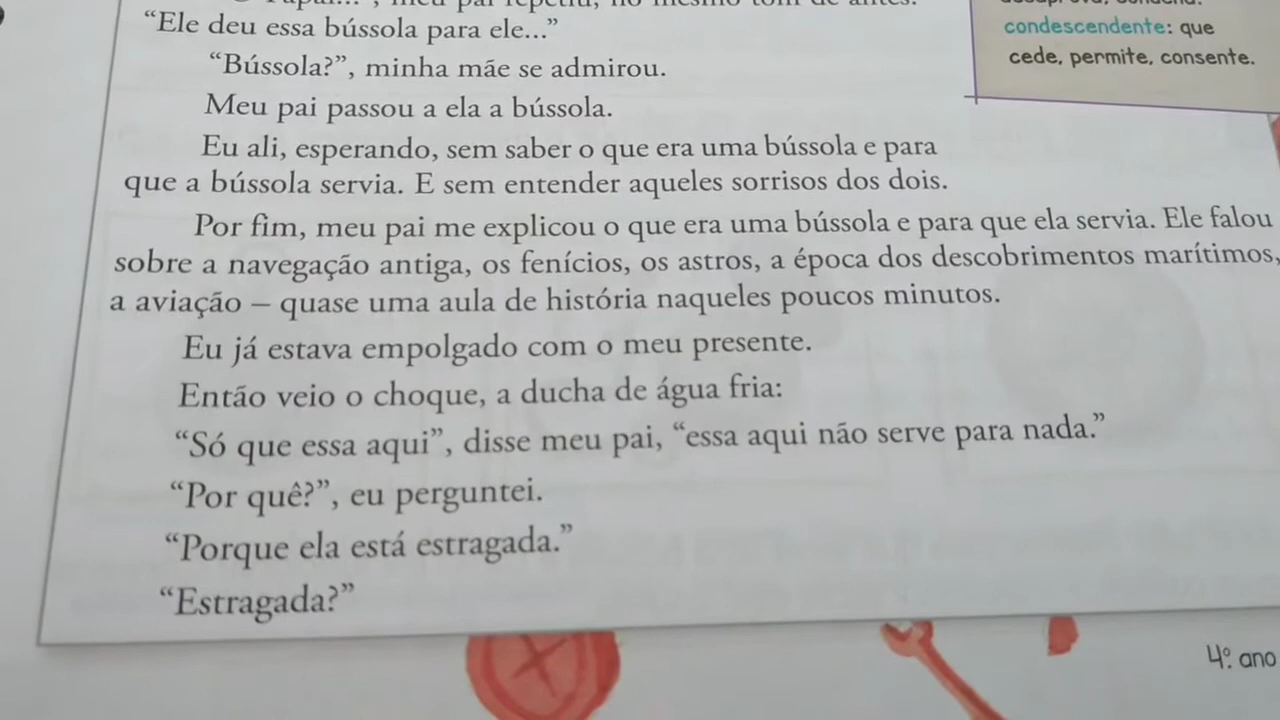 “Ele deu essa bússola para ele...”
“Bússola?”, minha mãe se admirou.
Meu pai passou a ela a bússola.
Eu ali, esperando, sem saber o que era uma bússola e para
que a bússola servia. E sem entender aqueles sorrisos dos dois.
Por fim, meu pai me explicou o que era uma bússola e para que ela servia. Ele falou
sobre a navegação antiga, os fenícios, os astros, a época dos descobrimentos marítimos,
a aviação – quase uma aula de história naqueles poucos minutos.
Eu já estava empolgado com o meu presente.
Então veio o choque, a ducha de água fria:
“Só que essa aqui”, disse meu pai, “essa aqui não serve para nada.”
“Por quê?”, eu perguntei.
“Porque ela está estragada.”
“Estragada?”
condescendente: que
cede, permite, consente.
4º. ano